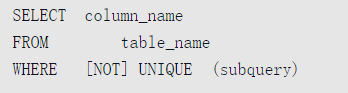 SELECT column_name
FROM table_name
WHERE [NOT] UNIQUE (subquery)